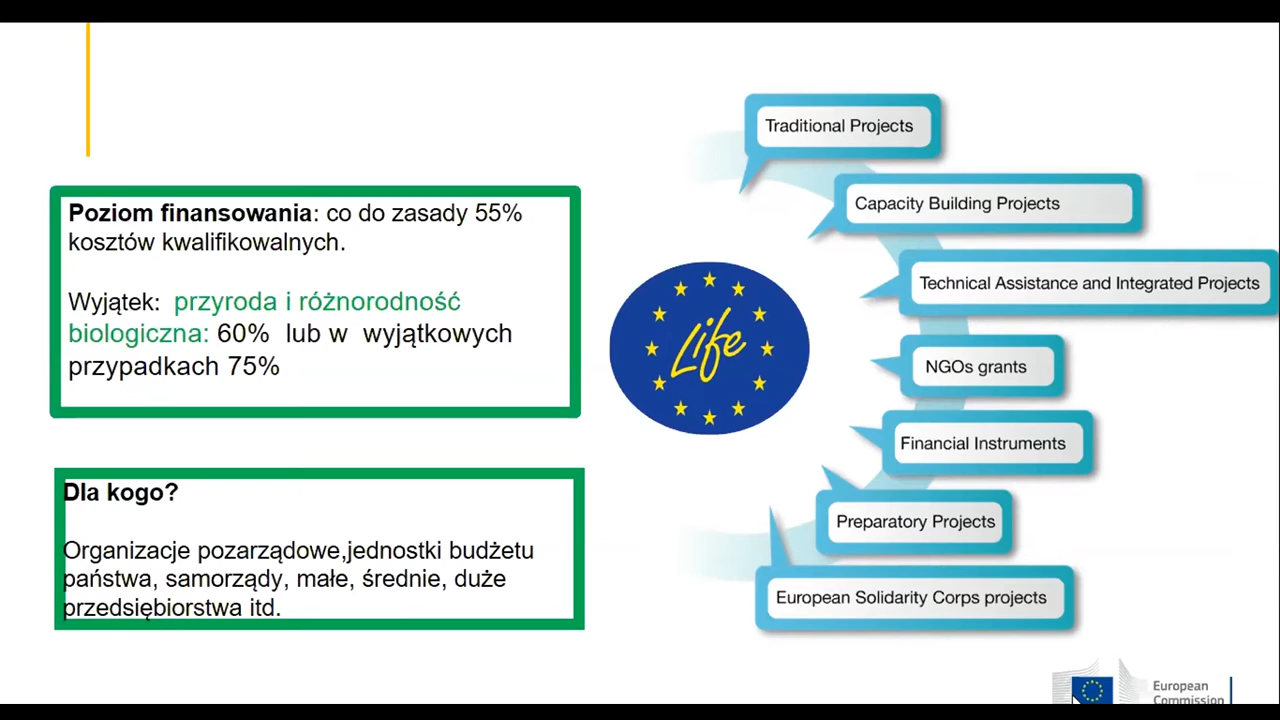 Poziom finansowania: co do zasady 55%
kosztów kwalifikowalnych.
Wyjątek: przyroda i różnorodność
biologiczna: 60% lub w wyjątkowych
przypadkach 75%
Dla kogo?
Organizacje pozarządowe,jednostki budżetu
państwa, samorządy, małe, średnie, duże
przedsiębiorstwa itd.
Life
Traditional Projects
Capacity Building Projects
Technical Assistance and Integrated Projects
NGOs grants
Financial Instruments
Preparatory Projects
European Solidarity Corps projects
European
Commission